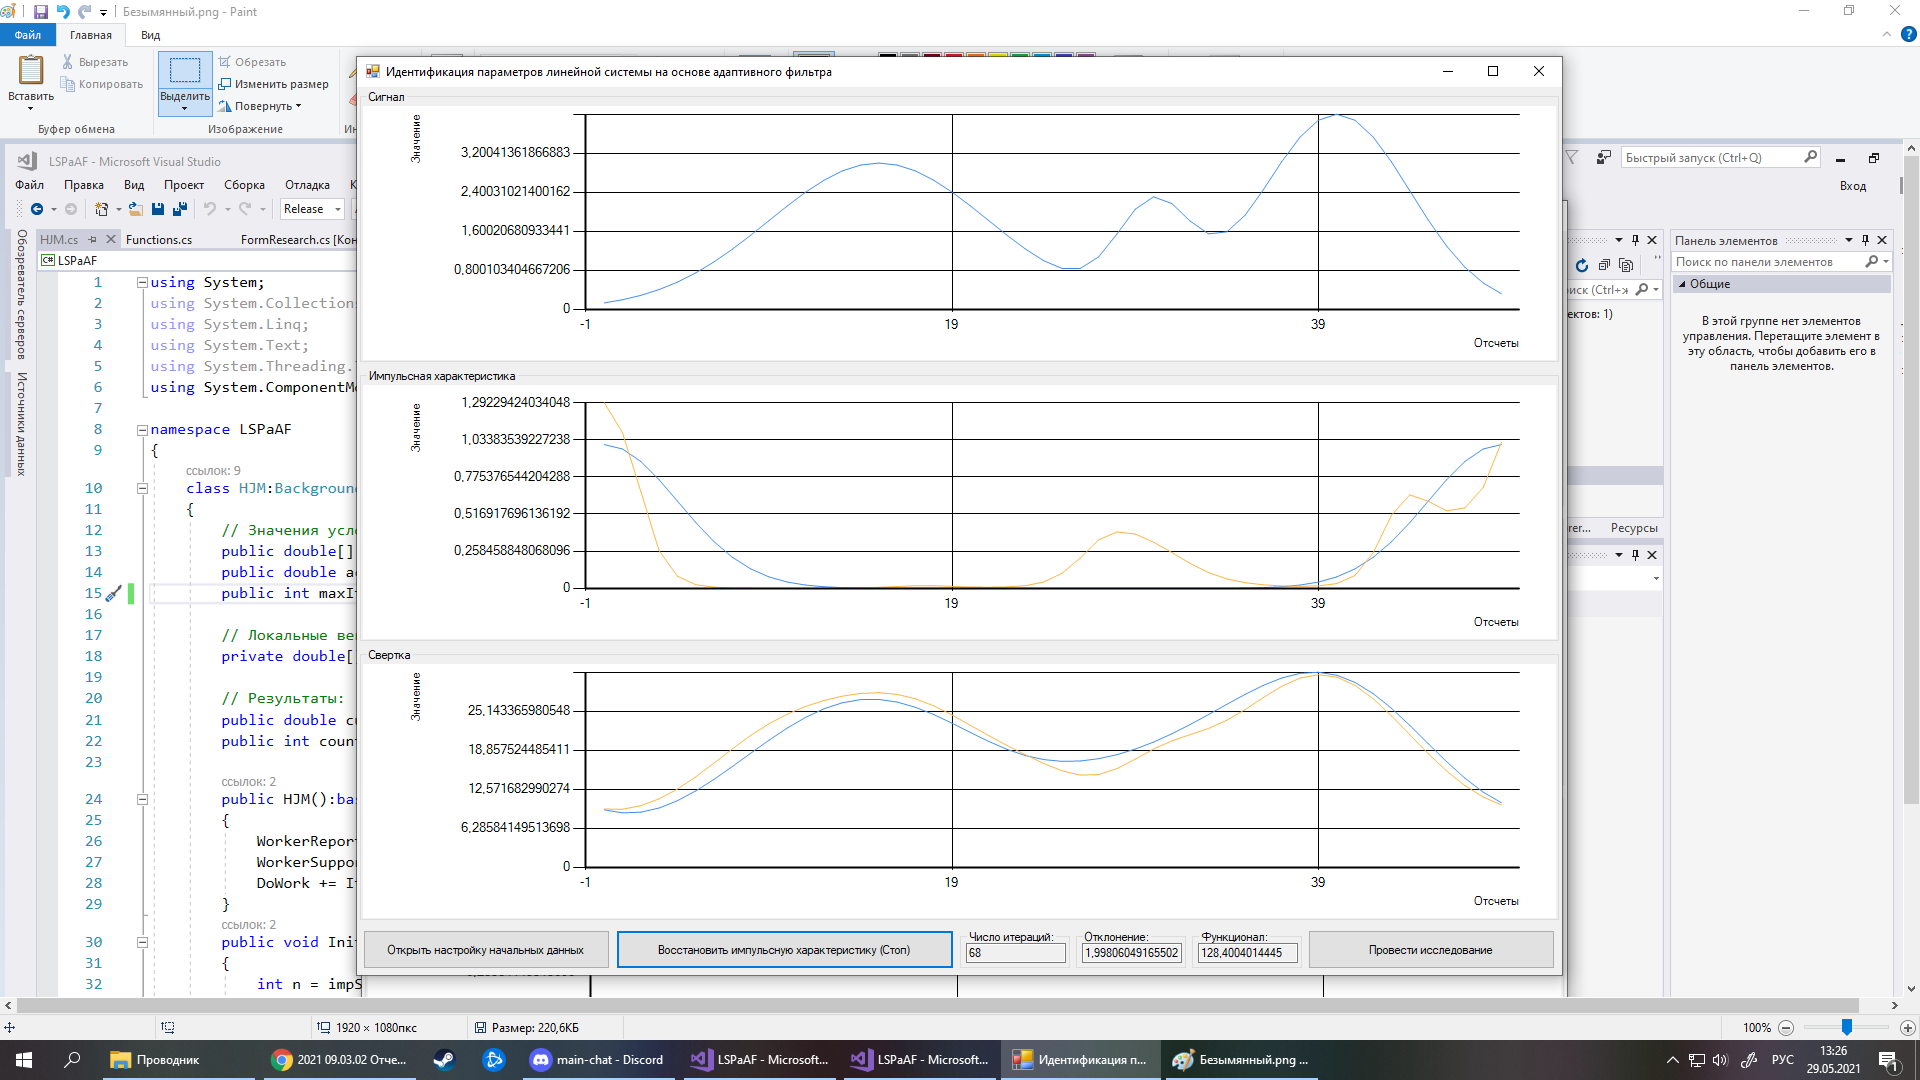 Безымянный.png - Paint
Файл
Главная
Вид
Вставить
Вырезать
Копировать
Буфер обмена
Выделить
Обрезать
Изменить размер
Повернуть
Изображение
LSPaAF - Microsoft Visual Studio
Быстрый запуск (Ctrl+Q)
Файл Правка Вид Проект Сборка Отладка
Вход
Release
HJM.cs
Functions.cs
FormResearch.cs [Кон
LSPaAF
Обозреватель серверов
Источники данных
1 using System;
2 using System.Collection
3 using System.Linq;
4 using System.Text;
5 using System.Threading.
6 using System.ComponentM
7
8 namespace LSPaAF
9 {
ссылок: 9
10 class HJM:Background
11 {
12 // Значения усл
13 public double[]
14 public double a
15 public int maxI
16
17 // Локальные ве
18 private double[
19
20 // Результаты:
21 public double c
22 public int coun
23
ссылок: 2
24 public HJM():ba
25 {
26 WorkerRepor
27 WorkerSuppo
28 DoWork += I
29 }
ссылок: 2
30 public void Ini
31 {
32 int n = impS
Идентификация параметров линейной системы на основе адаптивного фильтра
Сигнал
Значение
3,20041361866883
2,40031021400162
1,60020680933441
0,800103404667206
0
-1 19 39
Отсчеты
Импульсная характеристика
Значение
1,29229424034048
1,03383539227238
0,775376544204288
0,516917696136192
0,258458848068096
0
-1 19 39
Отсчеты
Свертка
Значение
25,143365980548
18,857524485411
12,571682990274
6,28584149513698
0
-1 19 39
Отсчеты
Открыть настройку начальных данных
Восстановить импульсную характеристику (Стоп)
Число итераций:
68
Отклонение:
1,99806049165502
Функционал:
128,4004014445
Провести исследование
Панель элементов
Поиск по панели элементов
Общие
В этой группе нет элементов
управления. Перетащите элемент в
эту область, чтобы добавить его в
панель элементов.
иск (Ctrl+ж
ектов: 1)
rer...
Ресурсы
1920 × 1080пкс
Размер: 220,6КБ
100%
Проводник
2021 09.03.02 Отче...
main-chat - Discord
LSPaAF - Microsoft...
LSPaAF - Microsoft...
Идентификация п...
Безымянный.png ...
РУС
13:26
29.05.2021
1